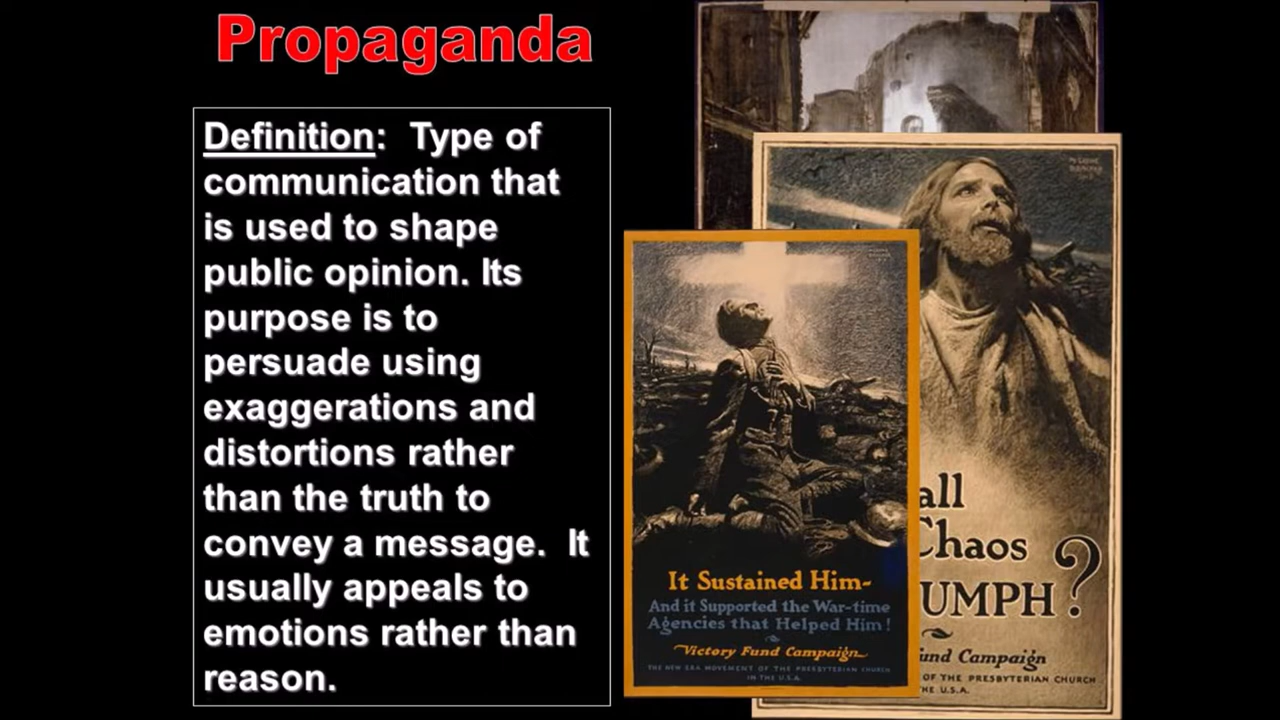 Propaganda
Definition: Type of
communication that
is used to shape
public opinion. Its
purpose is to
persuade using
exaggerations and
distortions rather
than the truth to
convey a message. It
usually appeals to
emotions rather than
reason.
It Sustained Him-
And it Supported the War-time
Agencies that Helped Him!
Victory Fund Campaign
THE NEW ERA MOVEMENT OF THE PRESBYTERIAN CHURCH
IN THE U.S.A.
all
Chaos
UMPH?
und Campaign
OF THE PRESBYTERIAN CHURCH
HE U.S.A.